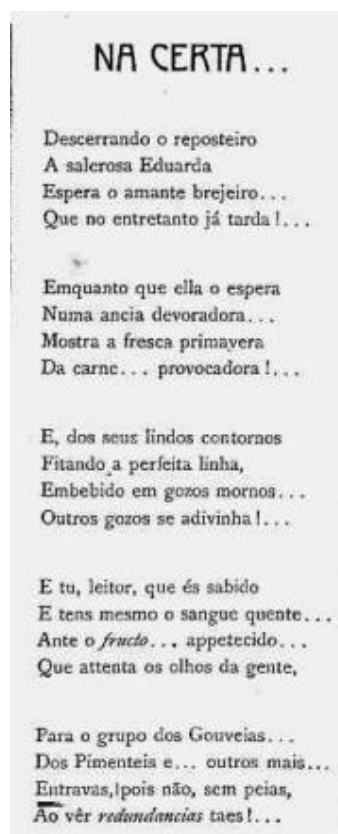 NA CERTA...
Descerrando o reposteiro
A salerosa Eduarda
Espera o amante brejeiro...
Que no entretanto já tarda!...
Emquanto que ella o espera
Numa ancia devoradora...
Mostra a fresca primavera
Da carne... provocadora!...
E, dos seus lindos contornos
Fitando a perfeita linha,
Embebido em gozos mornos...
Outros gozos se adivinha!...
E tu, leitor, que és sabido
E tens mesmo o sangue quente...
Ante o fructo... appetecido...
Que attenta os olhos da gente,
Para o grupo dos Gouveias...
Dos Pimenteis e... outros mais...
Entravas, pois não, sem peias,
Ao vêr redundancias taes!...